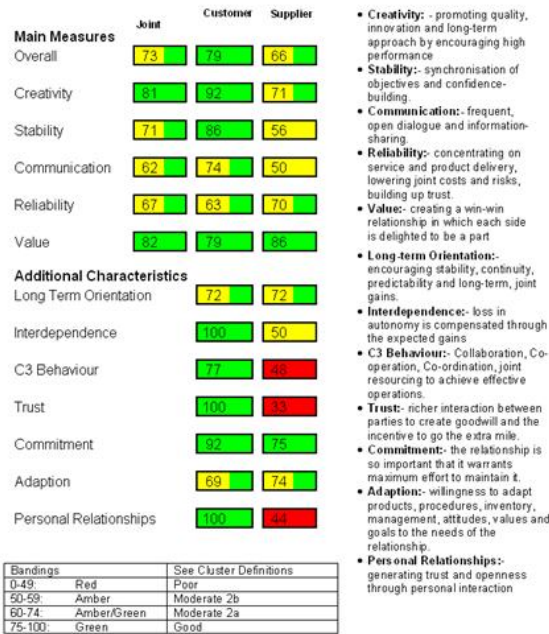 Joint Customer Supplier
Main Measures
Overall 73 79 66
Creativity 81 92 71
Stability 71 86 56
Communication 62 74 50
Reliability 67 63 70
Value 82 79 86
Additional Characteristics
Long Term Orientation 72 72
Interdependence 100 50
C3 Behaviour 77 48
Trust 100 33
Commitment 92 75
Adaption 69 74
Personal Relationships 100 44
Bandings See Cluster Definitions
0-49: Red Poor
50-59: Amber Moderate 2b
60-74: Amber/Green Moderate 2a
75-100: Green Good
• Creativity: - promoting quality,
innovation and long-term
approach by encouraging high
performance
• Stability:- synchronisation of
objectives and confidence-
building.
• Communication:- frequent,
open dialogue and information-
sharing.
• Reliability:- concentrating on
service and product delivery,
lowering joint costs and risks,
building up trust.
• Value:- creating a win-win
relationship in which each side
is delighted to be a part
• Long-term Orientation:-
encouraging stability, continuity,
predictability and long-term, joint
gains.
• Interdependence:- loss in
autonomy is compensated through
the expected gains
• C3 Behaviour:- Collaboration, Co-
operation, Co-ordination, joint
resourcing to achieve effective
operations.
• Trust:- richer interaction between
parties to create goodwill and the
incentive to go the extra mile.
• Commitment:- the relationship is
so important that it warrants
maximum effort to maintain it.
• Adaption:- willingness to adapt
products, procedures, inventory,
management, attitudes, values and
goals to the needs of the
relationship.
• Personal Relationships:-
generating trust and openness
through personal interaction